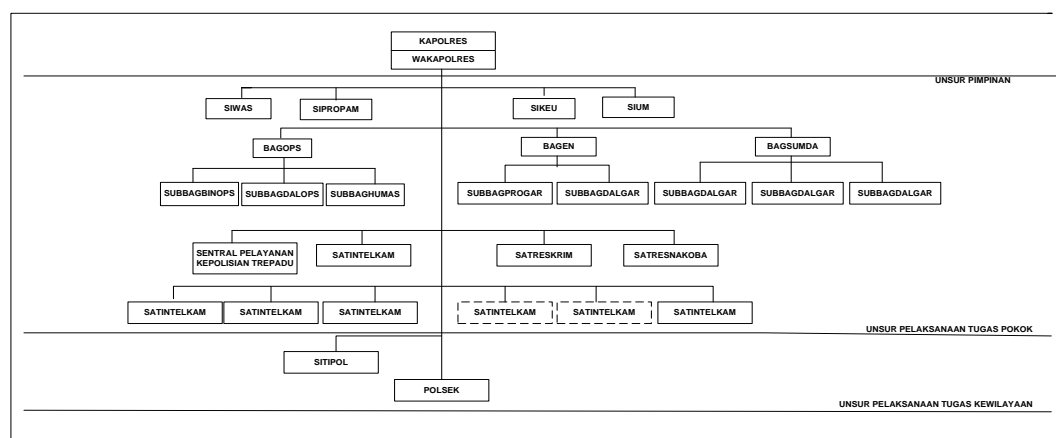 KAPOLRES
WAKAPOLRES
UNSUR PIMPINAN
SIWAS
SIPROPAM
SIKEU
SIUM
BAGOPS
BAGEN
BAGSUMDA
SUBBAGBINOPS
SUBBAGDALOPS
SUBBAGHUMAS
SUBBAGPROGAR
SUBBAGDALGAR
SUBBAGDALGAR
SUBBAGDALGAR
SUBBAGDALGAR
SENTRAL PELAYANAN
KEPOLISIAN TREPADU
SATINTELKAM
SATRESKRIM
SATRESNAKOBA
SATINTELKAM
SATINTELKAM
SATINTELKAM
SATINTELKAM
SATINTELKAM
SATINTELKAM
UNSUR PELAKSANAAN TUGAS POKOK
SITIPOL
POLSEK
UNSUR PELAKSANAAN TUGAS KEWILAYAAN